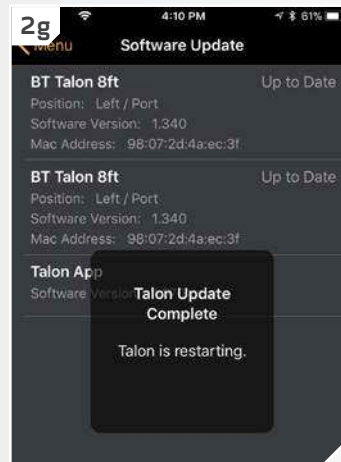 2g
4:10 PM
61%
Menu
Software Update
BT Talon 8ft
Up to Date
Position: Left / Port
Software Version: 1.340
Mac Address: 98:07:2d:4a:ec:3f
BT Talon 8ft
Up to Date
Position: Left / Port
Software Version: 1.340
Mac Address: 98:07:2d:4a:ec:3f
Talon App
Software Version
Talon Update
Complete
Talon is restarting.